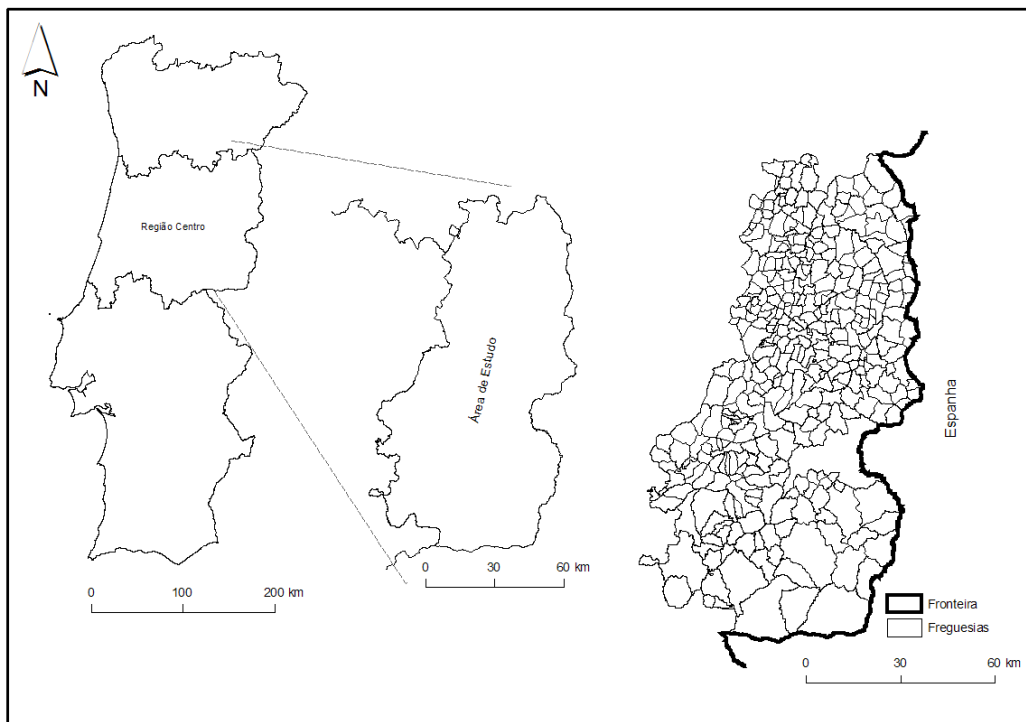 N
Região Centro
Área de Estudo
Espanha
Fronteira
Freguesias
0 100 200 km
0 30 60 km
0 30 60 km